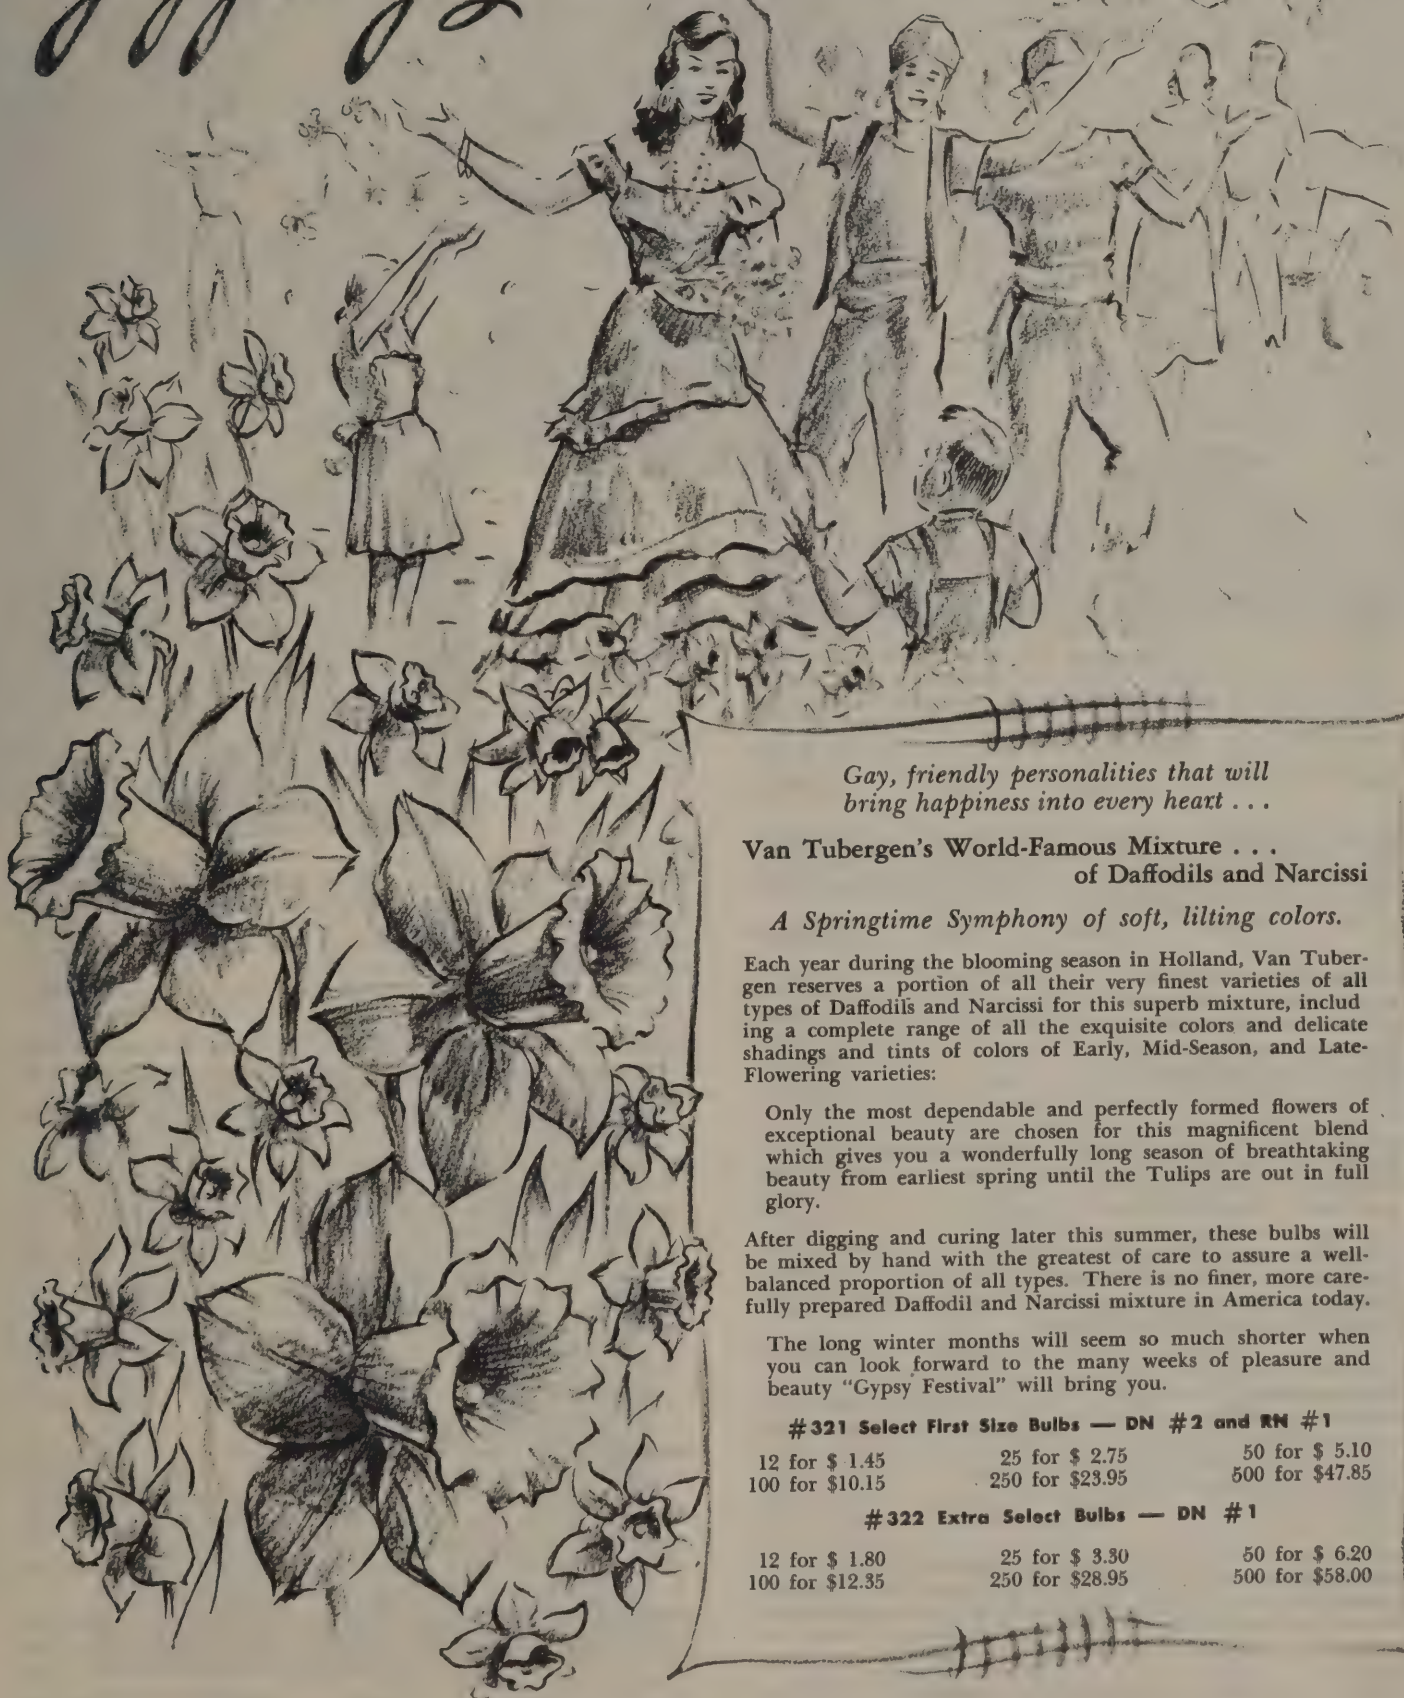 Gay, friendly personalities that will
bring happiness into every heart . . .
Van Tubergen's World-Famous Mixture . . .
of Daffodils and Narcissi
A Springtime Symphony of soft, lilting colors.
Each year during the blooming season in Holland, Van Tuber-
gen reserves a portion of all their very finest varieties of all
types of Daffodils and Narcissi for this superb mixture, includ
ing a complete range of all the exquisite colors and delicate
shadings and tints of colors of Early, Mid-Season, and Late-
Flowering varieties:
Only the most dependable and perfectly formed flowers of
exceptional beauty are chosen for this magnificent blend
which gives you a wonderfully long season of breathtaking
beauty from earliest spring until the Tulips are out in full
glory.
After digging and curing later this summer, these bulbs will
be mixed by hand with the greatest of care to assure a well-
balanced proportion of all types. There is no finer, more care-
fully prepared Daffodil and Narcissi mixture in America today.
The long winter months will seem so much shorter when
you can look forward to the many weeks of pleasure and
beauty "Gypsy Festival" will bring you.
#321 Select First Size Bulbs — DN #2 and RN #1
12 for $ 1.45 25 for $ 2.75 50 for $ 5.10
100 for $10.15 250 for $23.95 500 for $47.85
#322 Extra Select Bulbs — DN #1
12 for $ 1.80 25 for $ 3.30 50 for $ 6.20
100 for $12.35 250 for $28.95 500 for $58.00